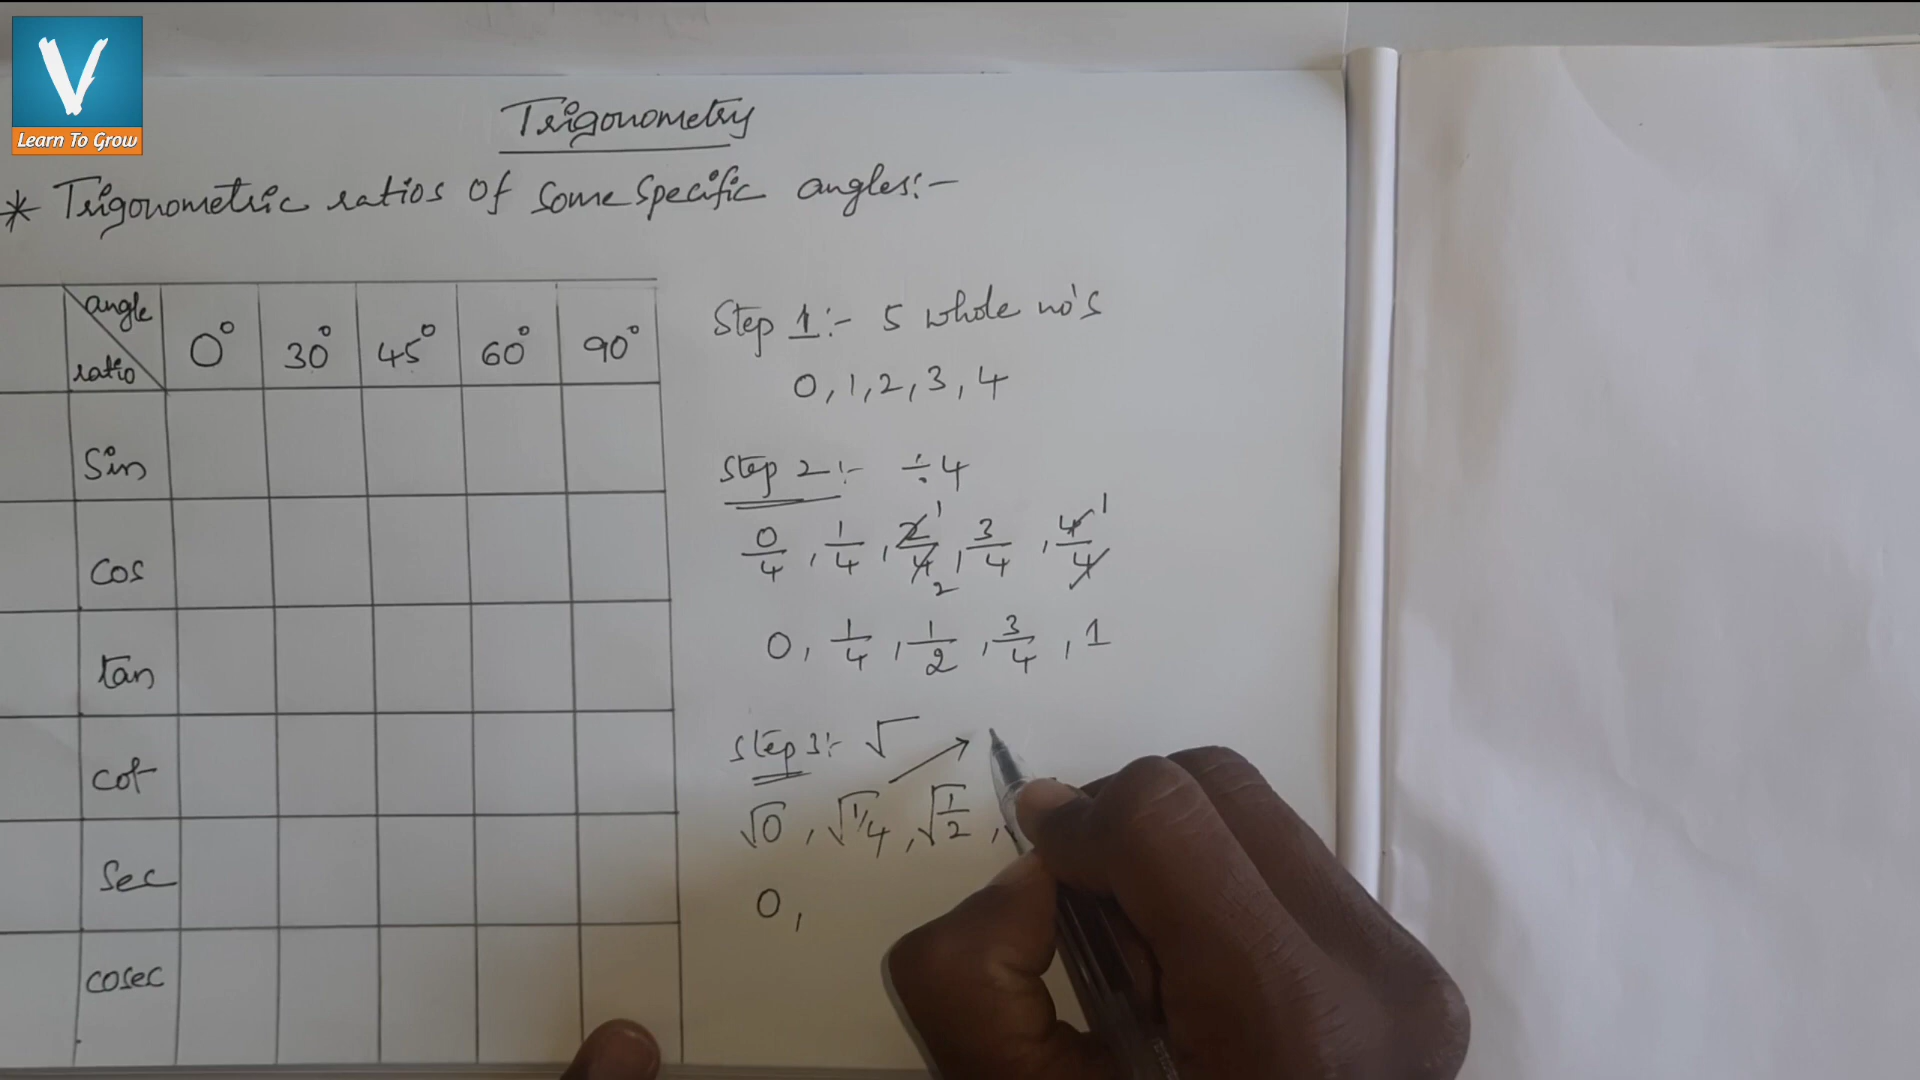 V
Learn To Grow
Trigonometry
* Trigonometric ratios of some specific angles:-
angle
ratio
0° 30° 45° 60° 90°
Sin
cos
tan
cot
Sec
cosec
Step 1:- 5 whole no's
0, 1, 2, 3, 4
Step 2:- ÷4
0/4, 1/4, 2/4 1 2, 3/4, 4/4 1
0, 1/4, 1/2, 3/4, 1
Step 3:- √
√0, √1/4, √1/2,
0,